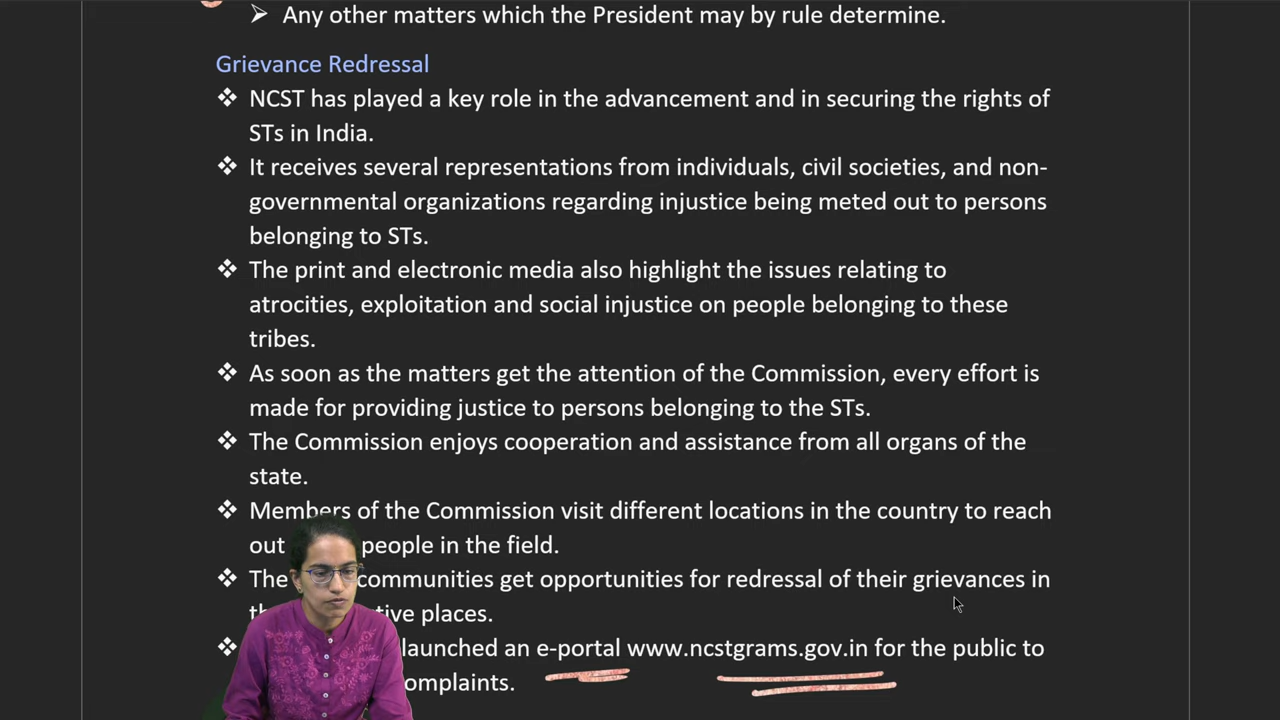 ➢ Any other matters which the President may by rule determine.
Grievance Redressal
❖ NCST has played a key role in the advancement and in securing the rights of
STs in India.
❖ It receives several representations from individuals, civil societies, and non-
governmental organizations regarding injustice being meted out to persons
belonging to STs.
❖ The print and electronic media also highlight the issues relating to
atrocities, exploitation and social injustice on people belonging to these
tribes.
❖ As soon as the matters get the attention of the Commission, every effort is
made for providing justice to persons belonging to the STs.
❖ The Commission enjoys cooperation and assistance from all organs of the
state.
❖ Members of the Commission visit different locations in the country to reach
out people in the field.
❖ The communities get opportunities for redressal of their grievances in
places.
❖ launched an e-portal www.ncstgrams.gov.in for the public to